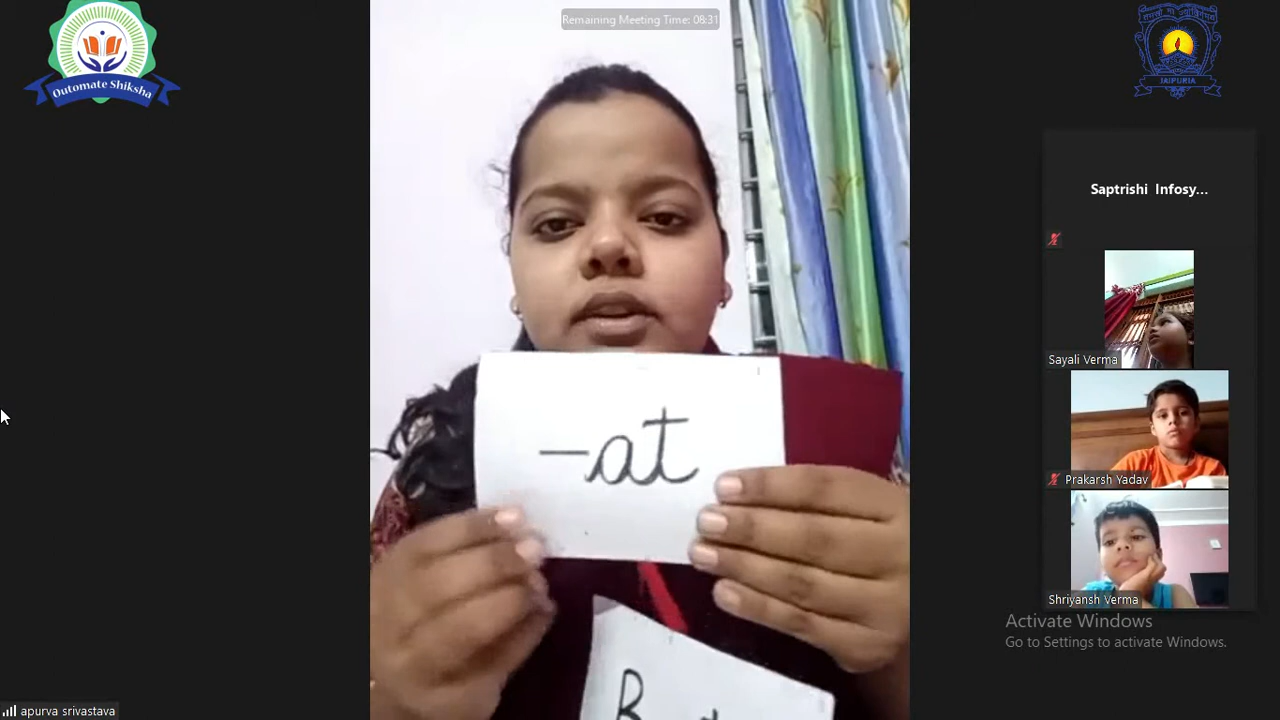 Remaining Meeting Time: 08:31
Outomate Shiksha
JAIPURIA
Saptrishi Infosy...
Sayali Verma
–at
Prakarsh Yadav
Shriyansh Verma
Activate Windows
Go to Settings to activate Windows.
apurva srivastava